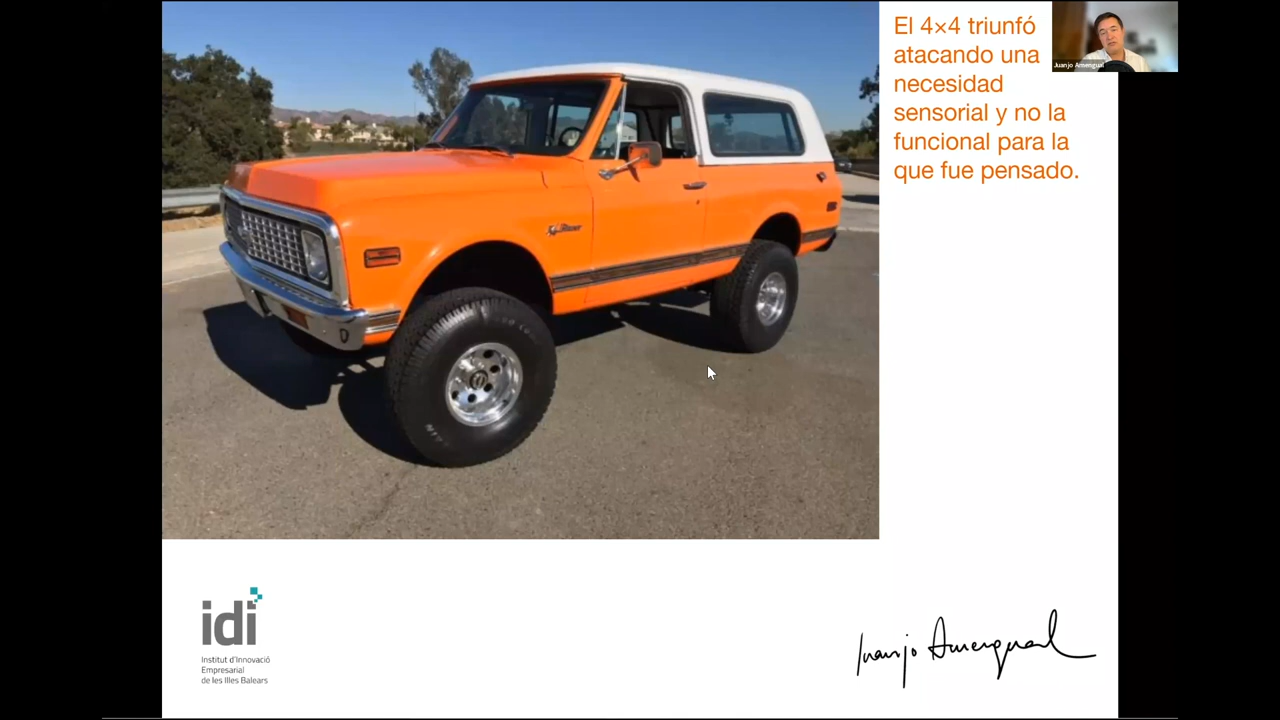 El 4×4 triunfó
atacando una
necesidad
sensorial y no la
funcional para la
que fue pensado.
Juanjo Amengual
idi
Institut d'Innovació
Empresarial
de les Illes Balears
Juanjo Amengual